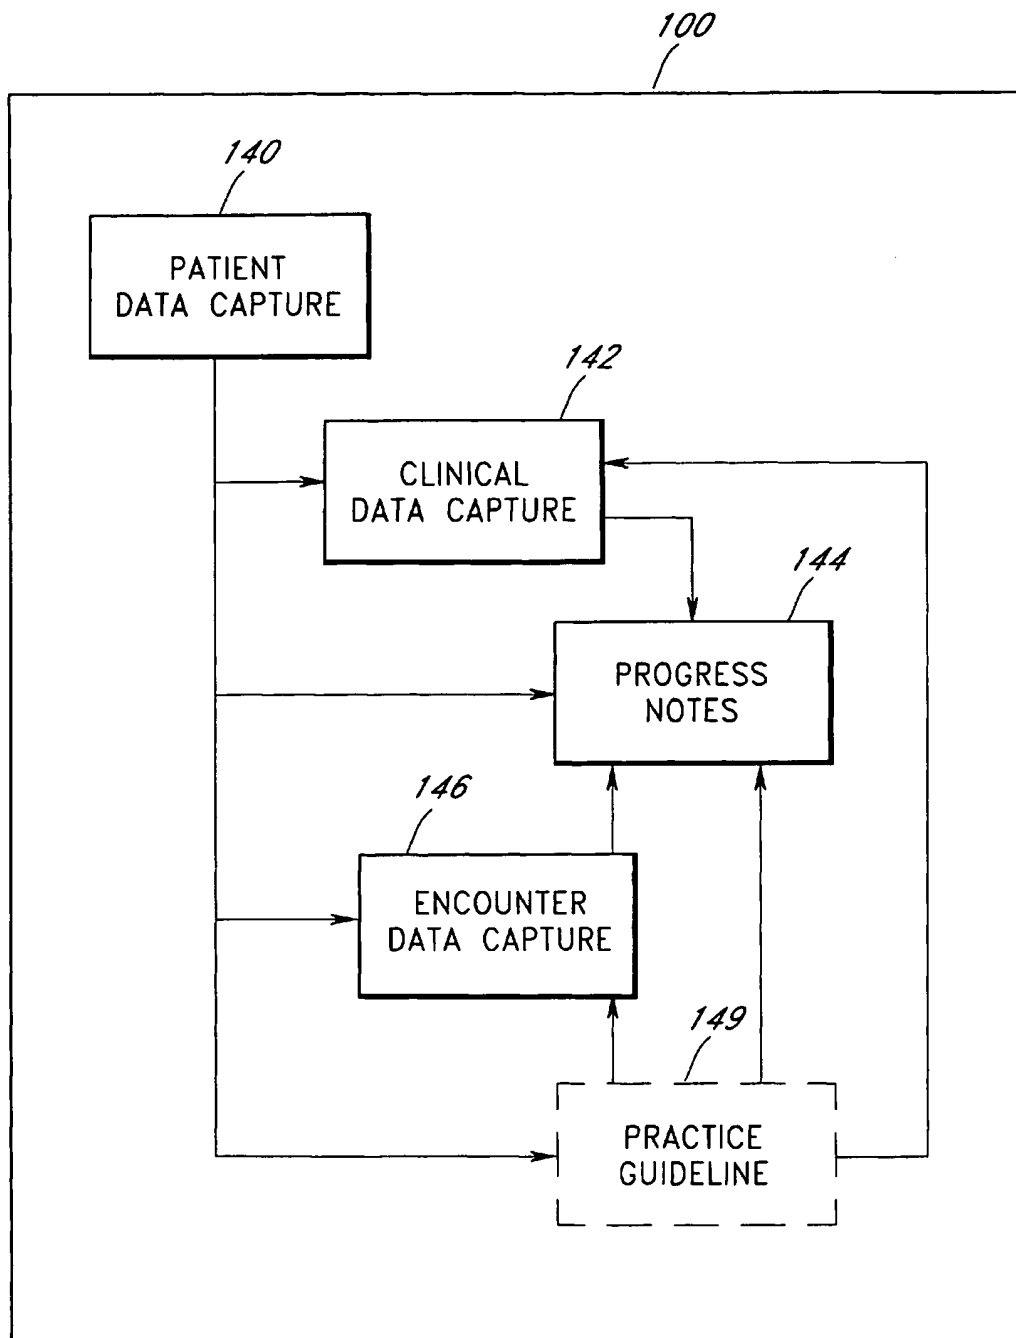 100
140
PATIENT
DATA CAPTURE
142
CLINICAL
DATA CAPTURE
144
PROGRESS
NOTES
146
ENCOUNTER
DATA CAPTURE
149
PRACTICE
GUIDELINE